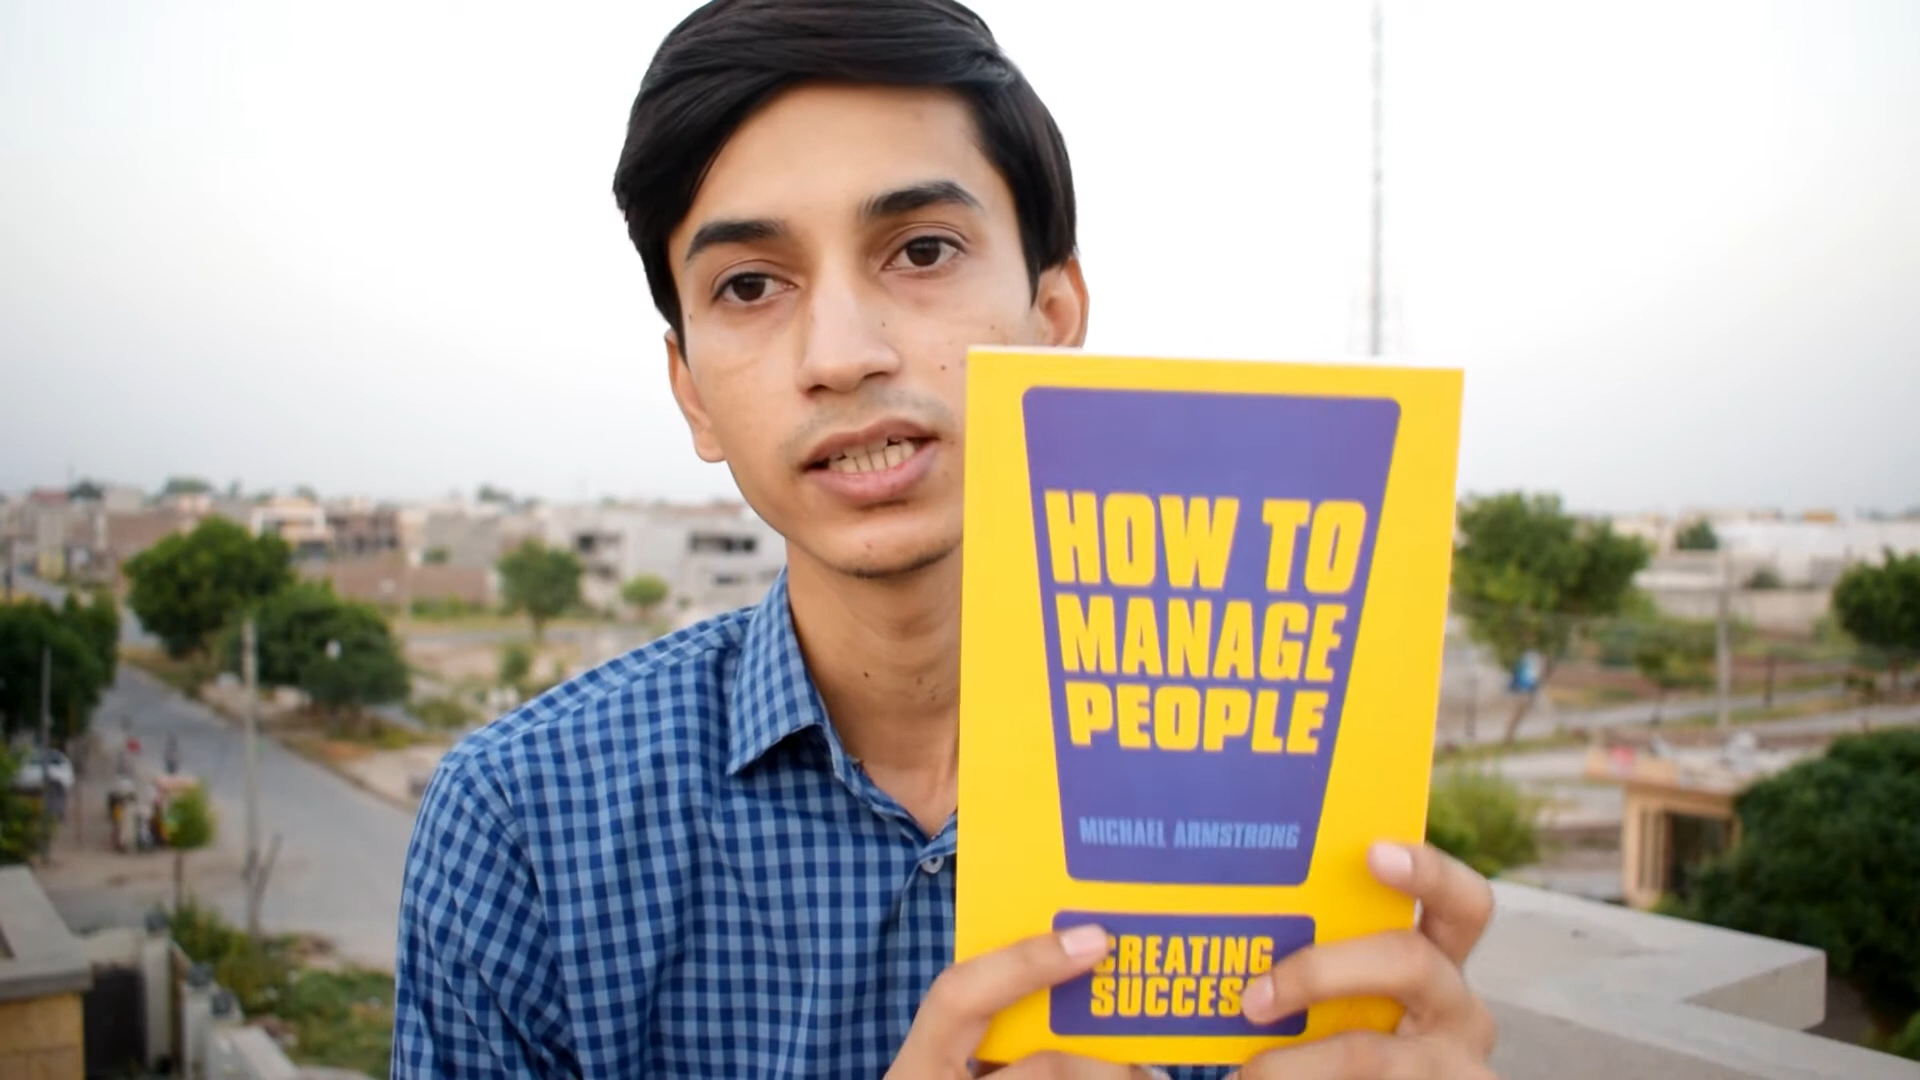 HOW TO
MANAGE
PEOPLE
MICHAEL ARMSTRONG
CREATING
SUCCESS